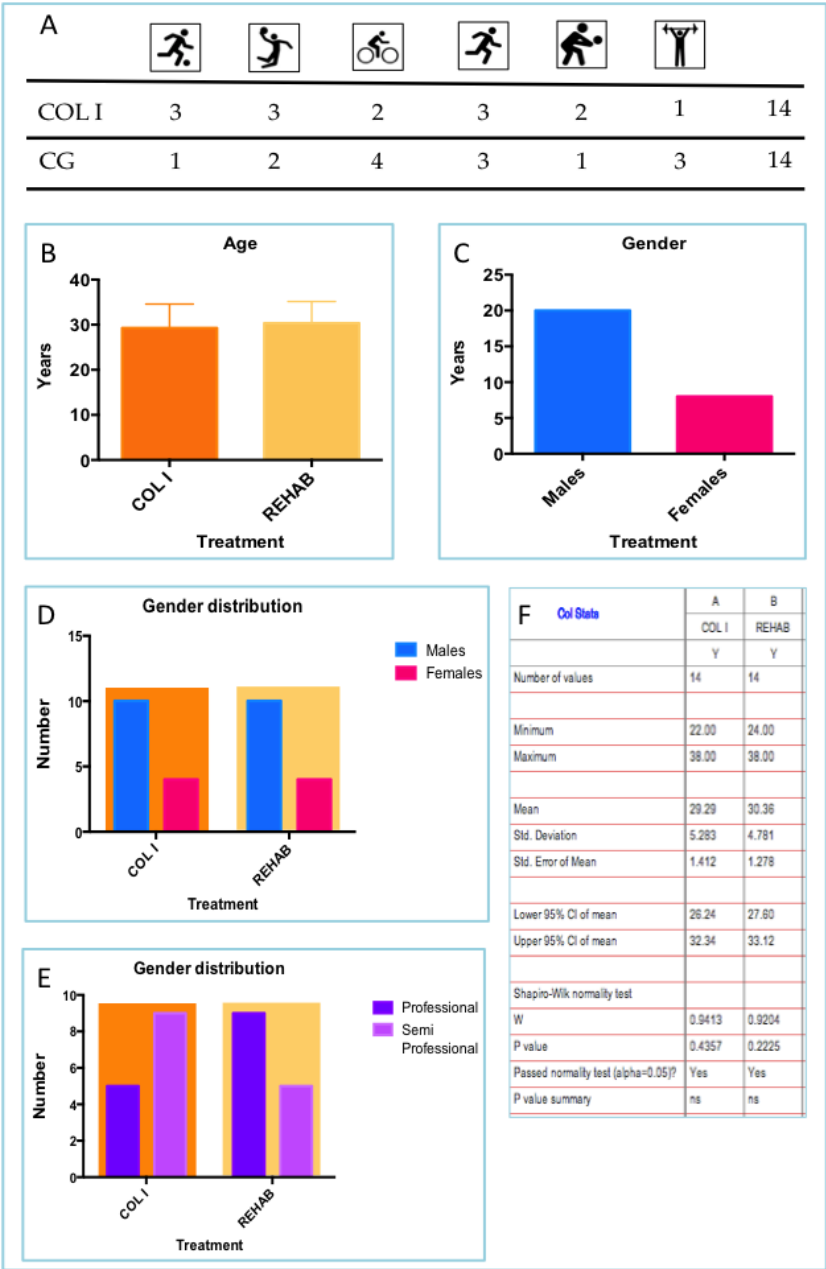 A
COL I 3 3 2 3 2 1 14
CG 1 2 4 3 1 3 14
B
Age
40
30
20
10
0
Years
COL I
REHAB
Treatment
C
Gender
25
20
15
10
5
0
Years
Males
Females
Treatment
D
Gender distribution
15
10
5
0
Number
Males
Females
COL I
REHAB
Treatment
E
Gender distribution
10
8
6
4
2
0
Number
Professional
Semi
Professional
COL I
REHAB
Treatment
F
Col Stats A B
COL I REHAB
Y Y
Number of values 14 14
Minimum 22.00 24.00
Maximum 38.00 38.00
Mean 29.29 30.36
Std. Deviation 5.283 4.781
Std. Error of Mean 1.412 1.278
Lower 95% CI of mean 26.24 27.60
Upper 95% CI of mean 32.34 33.12
Shapiro-Wilk normality test
W 0.9413 0.9204
P value 0.4357 0.2225
Passed normality test (alpha=0.05)? Yes Yes
P value summary ns ns